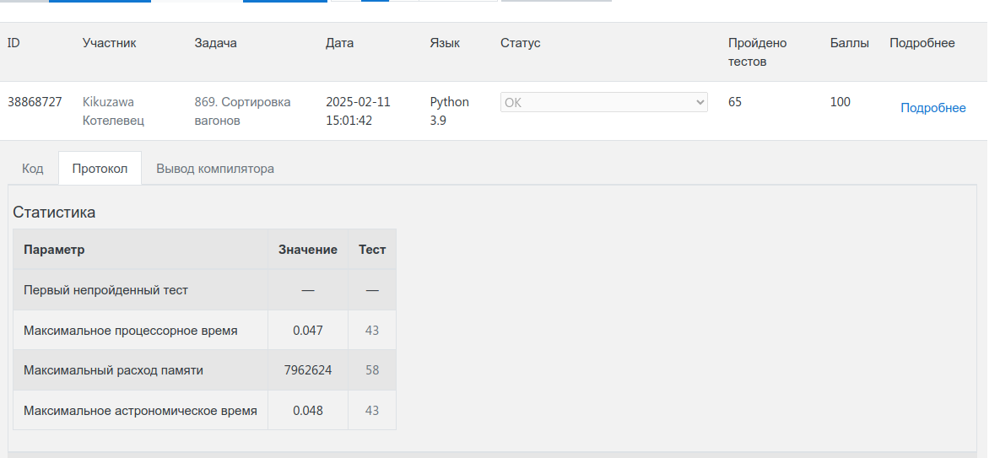 ID Участник Задача Дата Язык Статус Пройдено тестов Баллы Подробнее
38868727 Kikuzawa Котелевец 869. Сортировка вагонов 2025-02-11 15:01:42 Python 3.9 OK 65 100 Подробнее
Код Протокол Вывод компилятора
Статистика
Параметр Значение Тест
Первый непройденный тест — —
Максимальное процессорное время 0.047 43
Максимальный расход памяти 7962624 58
Максимальное астрономическое время 0.048 43